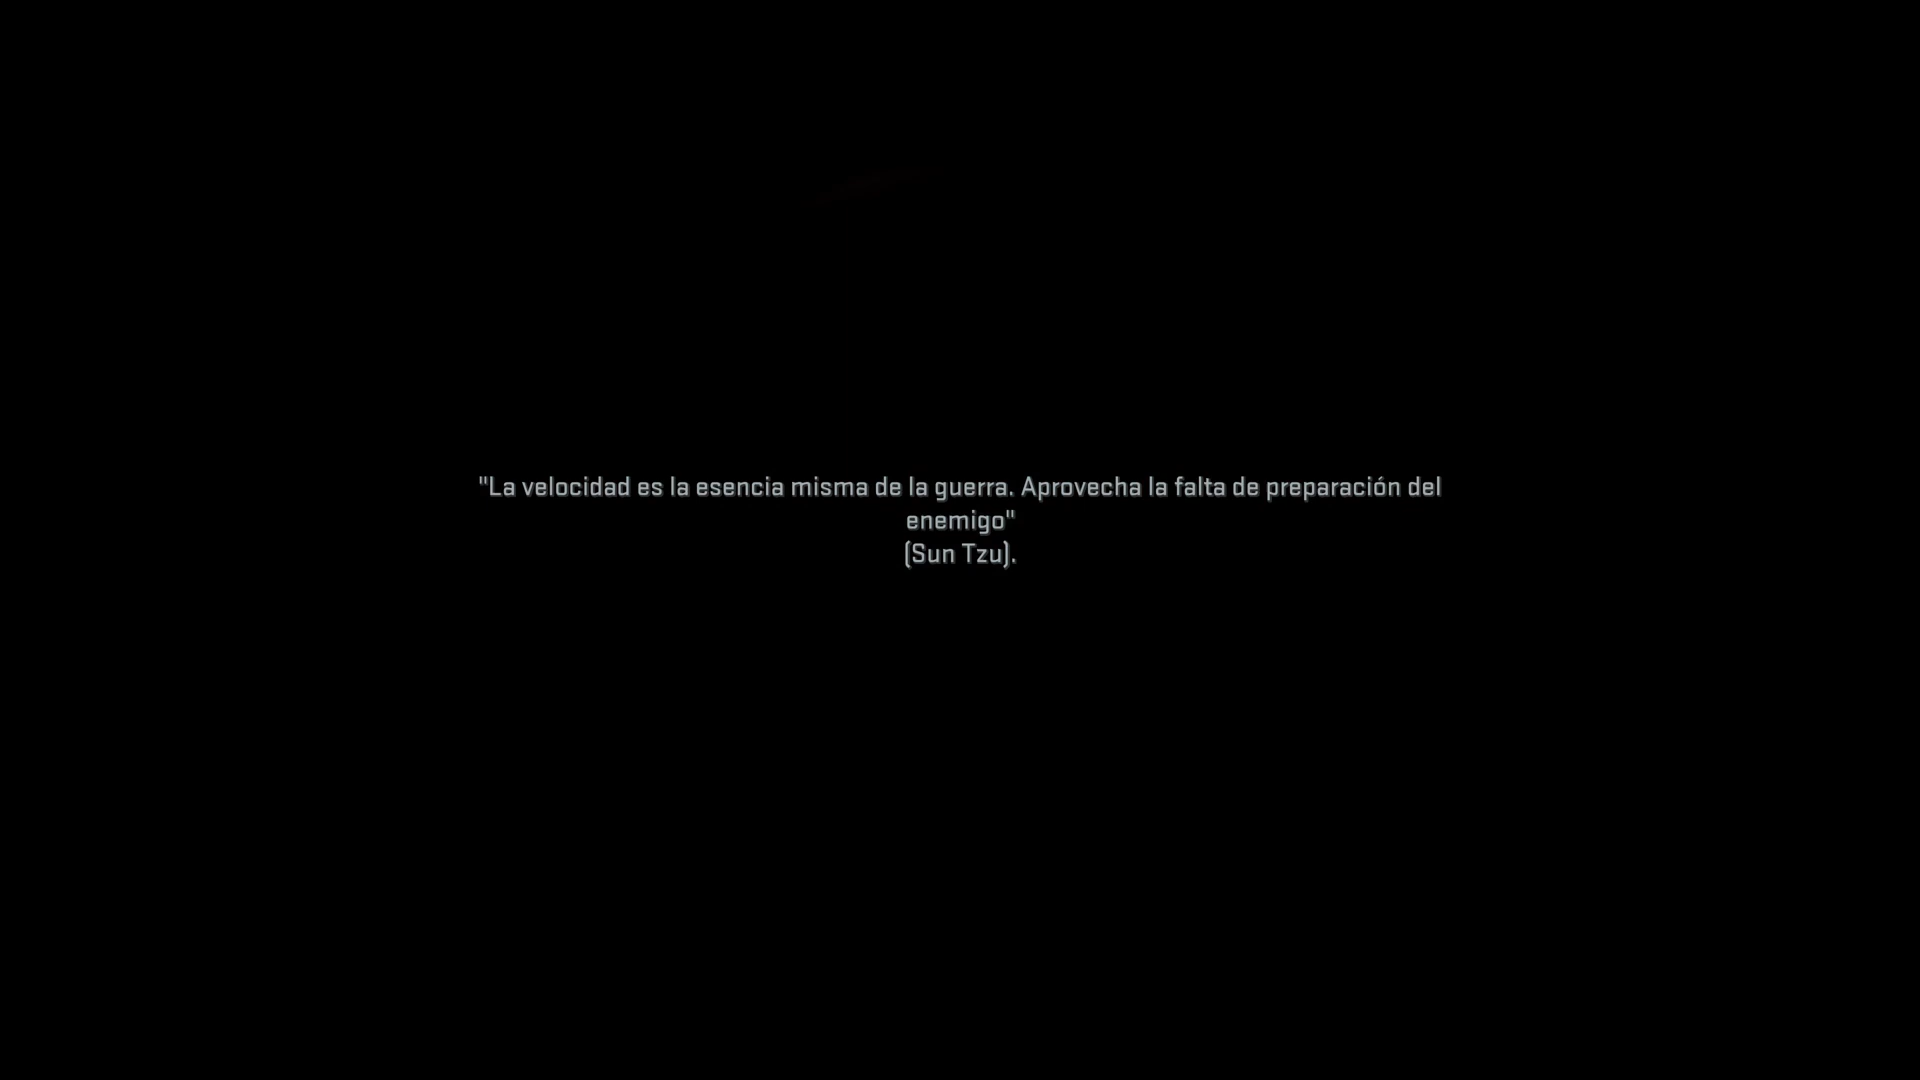 "La velocidad es la esencia misma de la guerra. Aprovecha la falta de preparación del
enemigo"
(Sun Tzu).